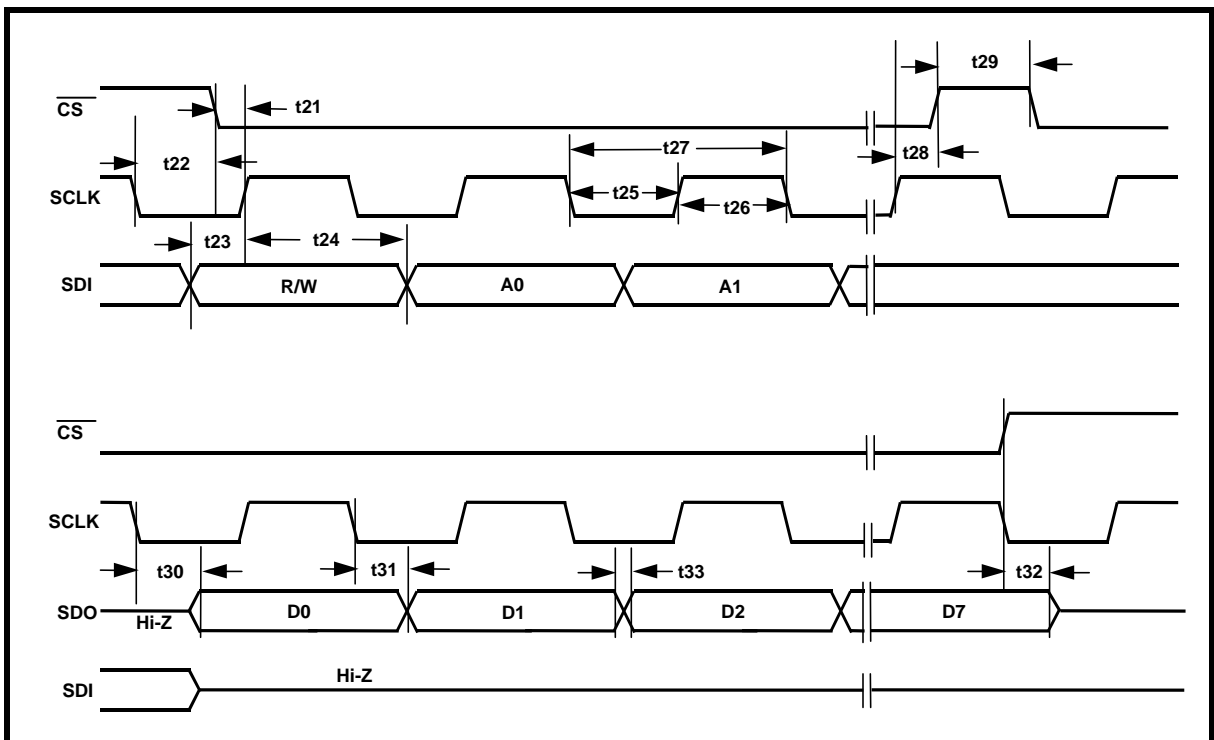 t29
CS
t21
t27
t22
t28
SCLK
t25
t26
t23
t24
SDI
R/W
A0
A1
CS
SCLK
t30
t31
t33
t32
SDO
Hi-Z
D0
D1
D2
D7
SDI
Hi-Z